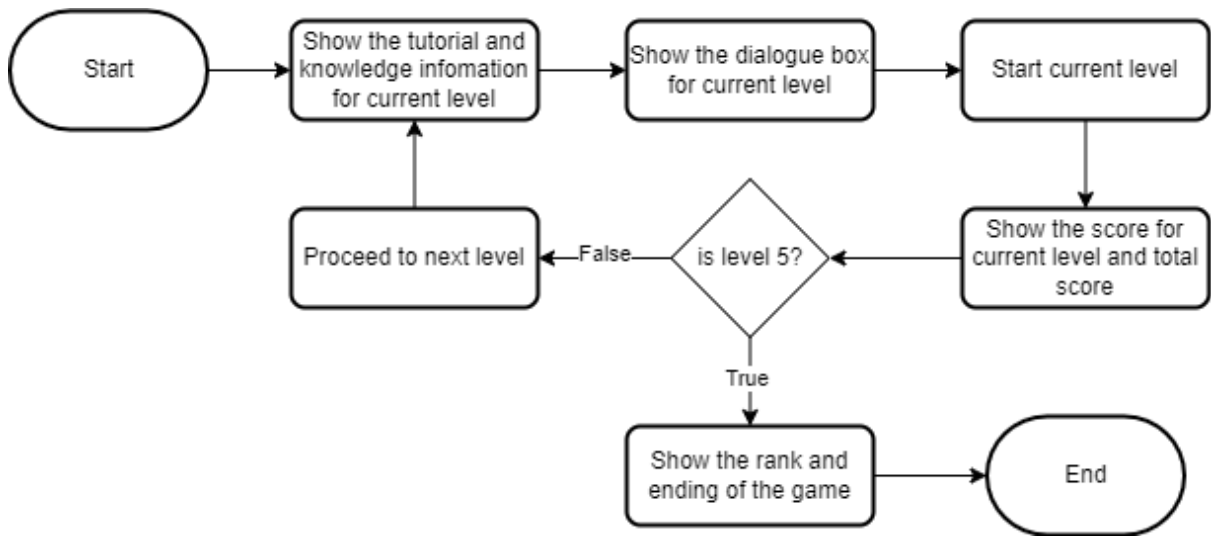 Start
Show the tutorial and
knowledge infomation
for current level
Show the dialogue box
for current level
Start current level
Proceed to next level
False
is level 5?
Show the score for
current level and total
score
True
Show the rank and
ending of the game
End